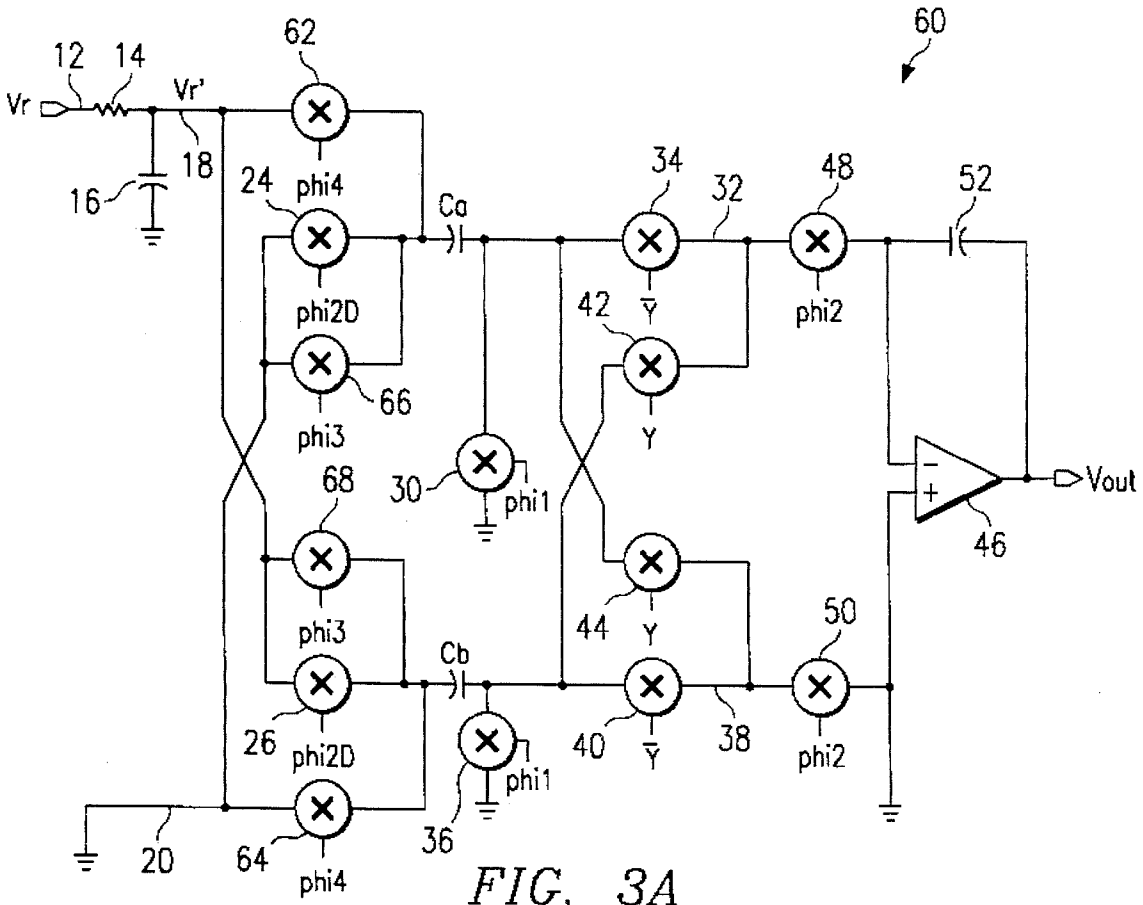 60
62
12 14
Vr Vr'
18
16
24 phi4
Ca
34 32 48 52
phi2D
Y̅ phi2
42
66
phi3
Y
30 phi1
68
−
+
Vout
46
44 Y
phi3
50
Cb
26 phi2D
40 Y̅ 38
phi2
36 phi1
20
64
phi4
FIG. 3A